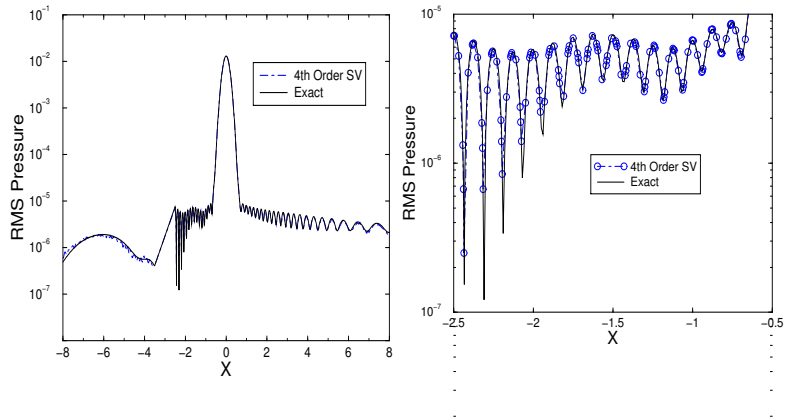 10^-1
10^-2
10^-3
10^-4
10^-5
10^-6
10^-7
RMS Pressure
4th Order SV
Exact
-8 -6 -4 -2 0 2 4 6 8
X
10^-5
10^-6
10^-7
RMS Pressure
4th Order SV
Exact
-2.5 -2 -1.5 -1 -0.5
X